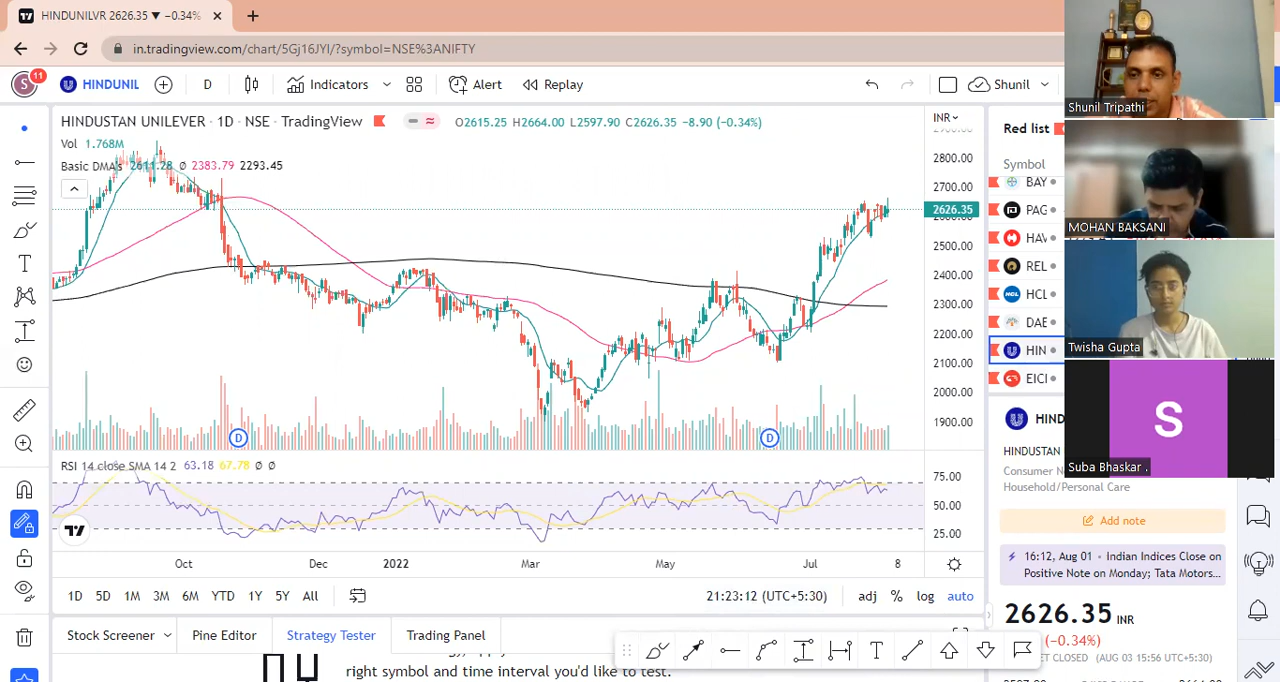 HINDUNILVR 2626.35 ▼ −0.34%
in.tradingview.com/chart/5Gj16JYI/?symbol=NSE%3ANIFTY
S 11 HINDUNIL D Indicators Alert Replay Shunil
HINDUSTAN UNILEVER · 1D · NSE · TradingView O2615.25 H2664.00 L2597.90 C2626.35 −8.90 (−0.34%)
Vol 1.768M
Basic DMA's 2611.28 Ø 2383.79 2293.45
INR
2800.00
2700.00
2626.35
2500.00
2400.00
2300.00
2200.00
2100.00
2000.00
1900.00
D D
RSI 14 close SMA 14 2 63.18 67.78 Ø Ø
75.00
50.00
25.00
Oct Dec 2022 Mar May Jul 8
1D 5D 1M 3M 6M YTD 1Y 5Y All
21:23:12 (UTC+5:30) adj % log auto
Stock Screener Pine Editor Strategy Tester Trading Panel
right symbol and time interval you'd like to test.
Red list
Symbol
BAY
PAG
HAV
REL
HCL
DAE
HIN
EICI
HIND
HINDUSTAN
Consumer N
Household/Personal Care
Add note
16:12, Aug 01 • Indian Indices Close on
Positive Note on Monday; Tata Motors...
2626.35 INR
(−0.34%)
ET CLOSED (AUG 03 15:56 UTC+5:30)
Shunil Tripathi
MOHAN BAKSANI
Twisha Gupta
S
Suba Bhaskar .